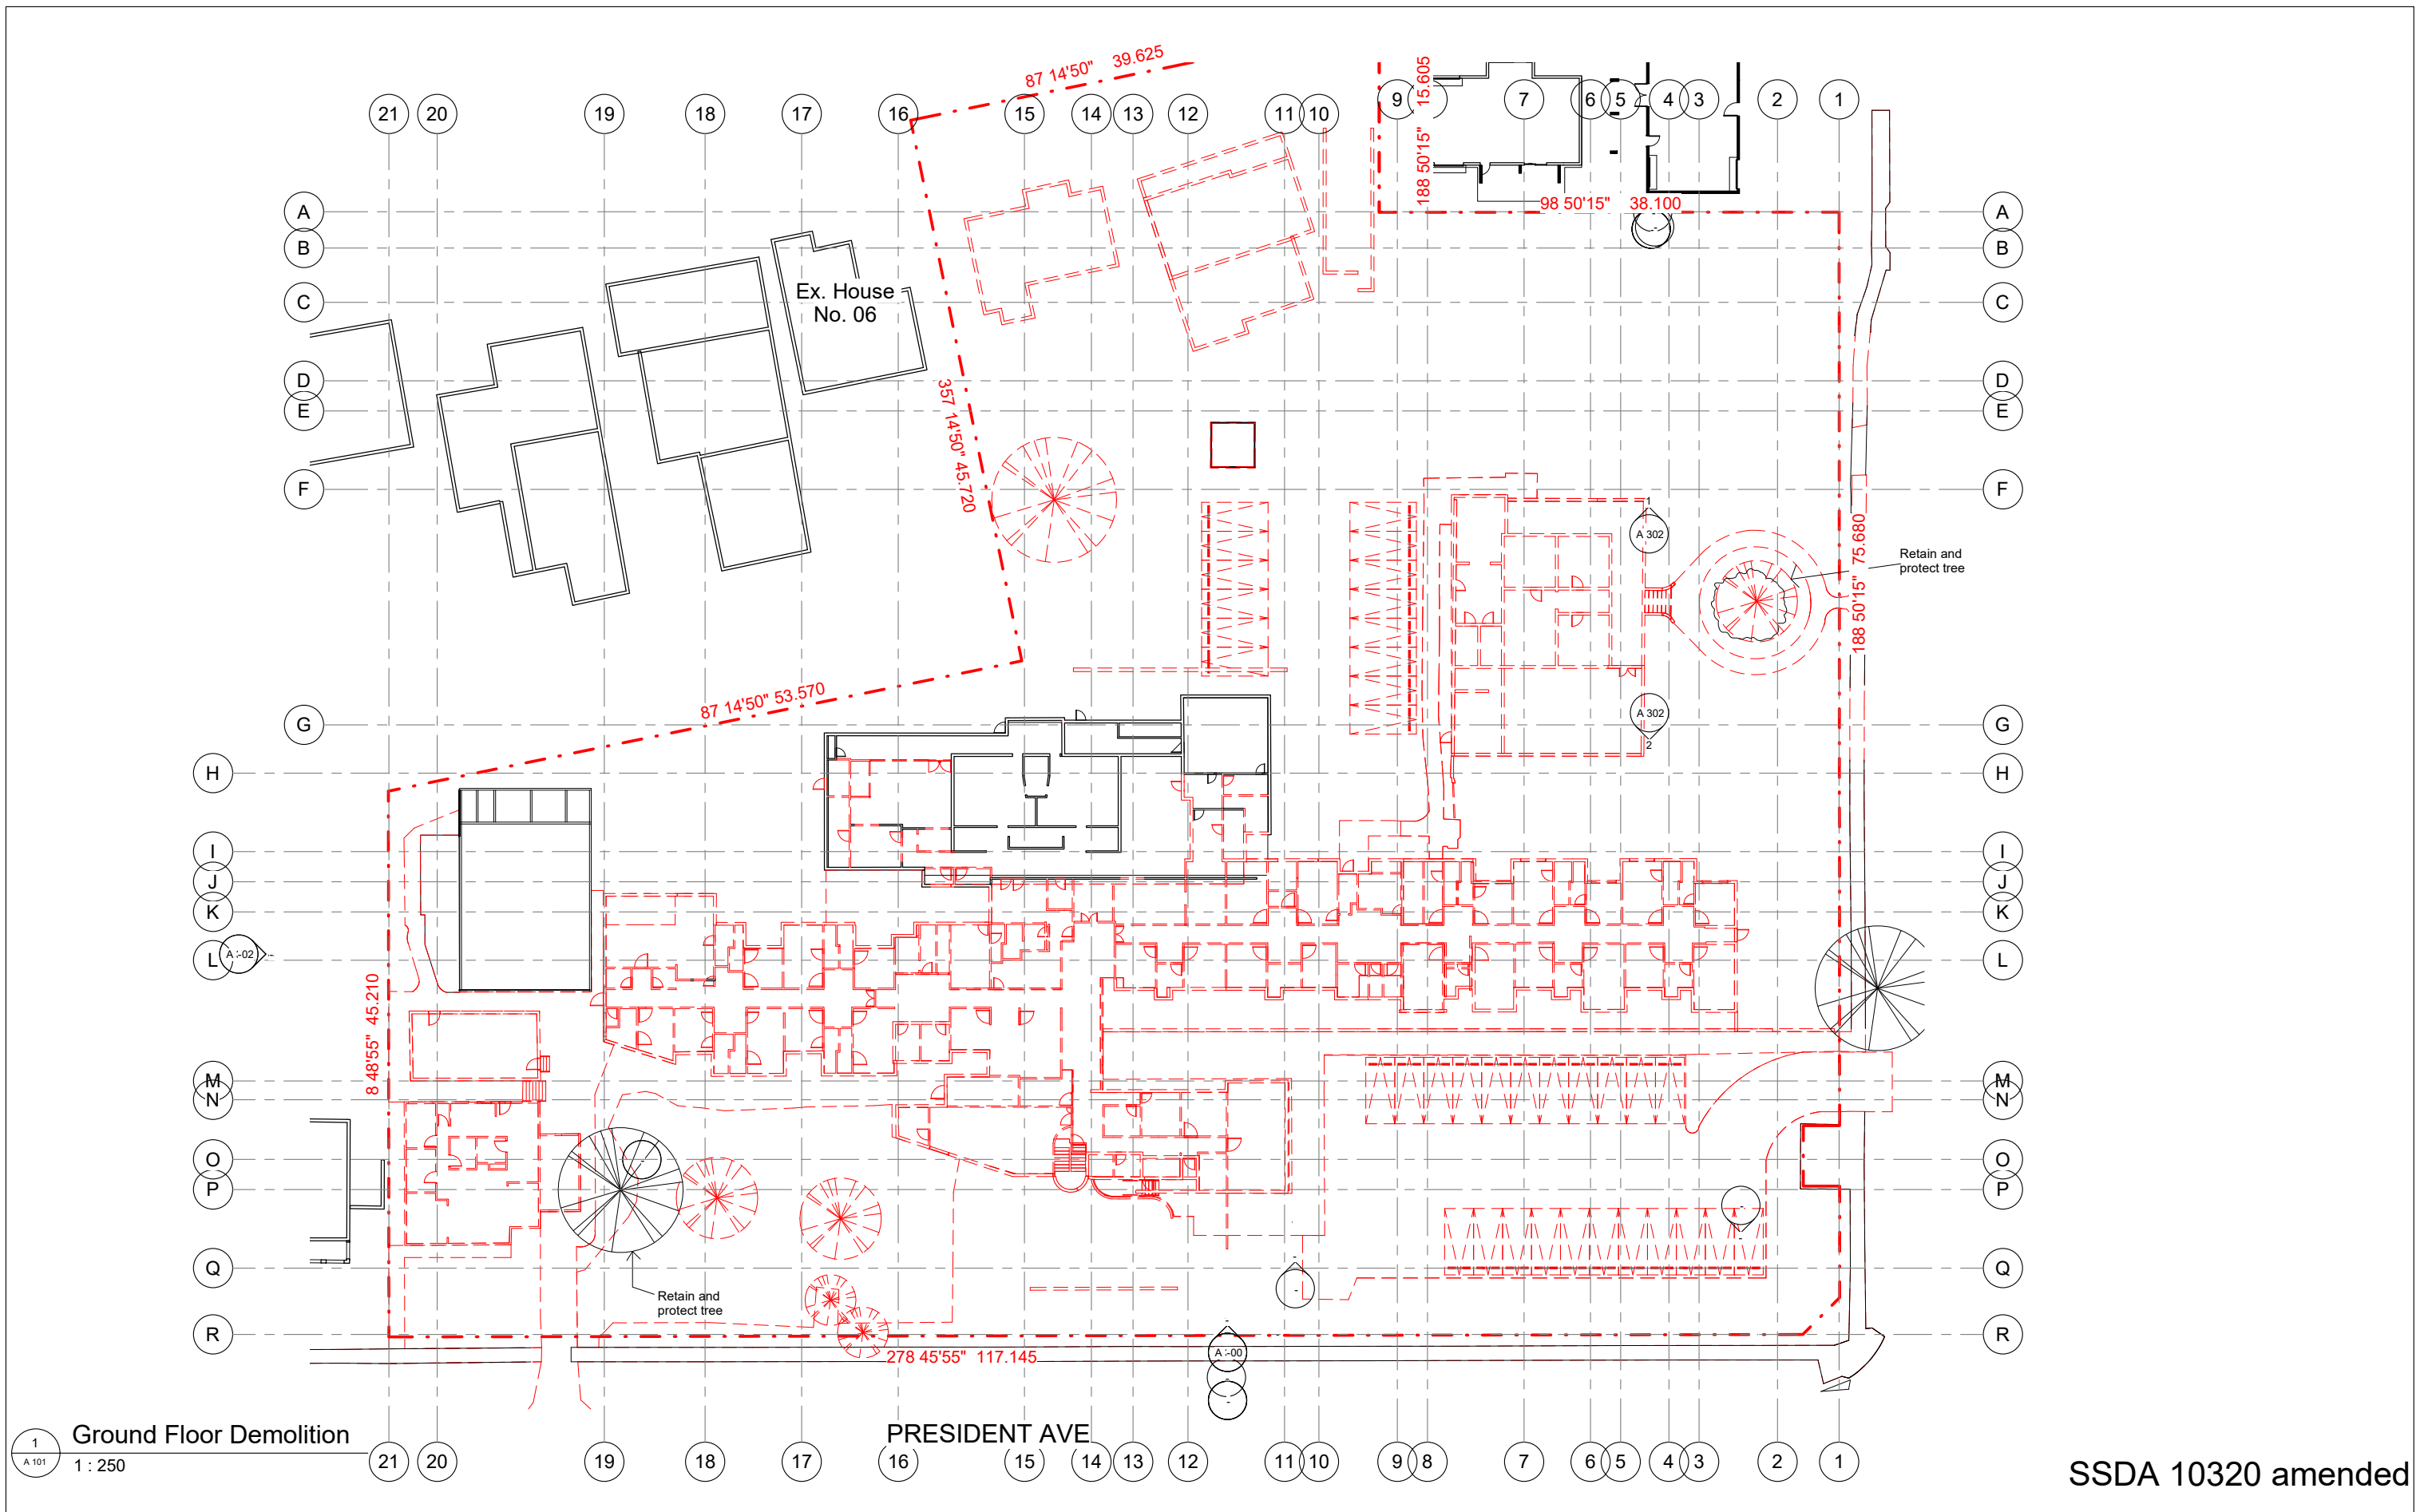 87 14'50" 39.625
188 50'15" 15.605
21 20 19 18 17 16 15 14 13 12 11 10 9 7 6 5 4 3 2 1
98 50'15" 38.100
A A
B B
Ex. House
No. 06
C C
D D
E E
357 14'50" 45.720
F F
1
A 302
188 50'15" 75.680
Retain and
protect tree
87 14'50" 53.570
A 302
2
G G
H H
I I
J J
K K
L L
8 48'55" 45.210
M M
N N
O O
P P
Q Q
Retain and
protect tree
R R
278 45'55" 117.145
PRESIDENT AVE
1
A 101
Ground Floor Demolition
1 : 250
21 20 19 18 17 16 15 14 13 12 11 10 9 8 7 6 5 4 3 2 1
SSDA 10320 amended